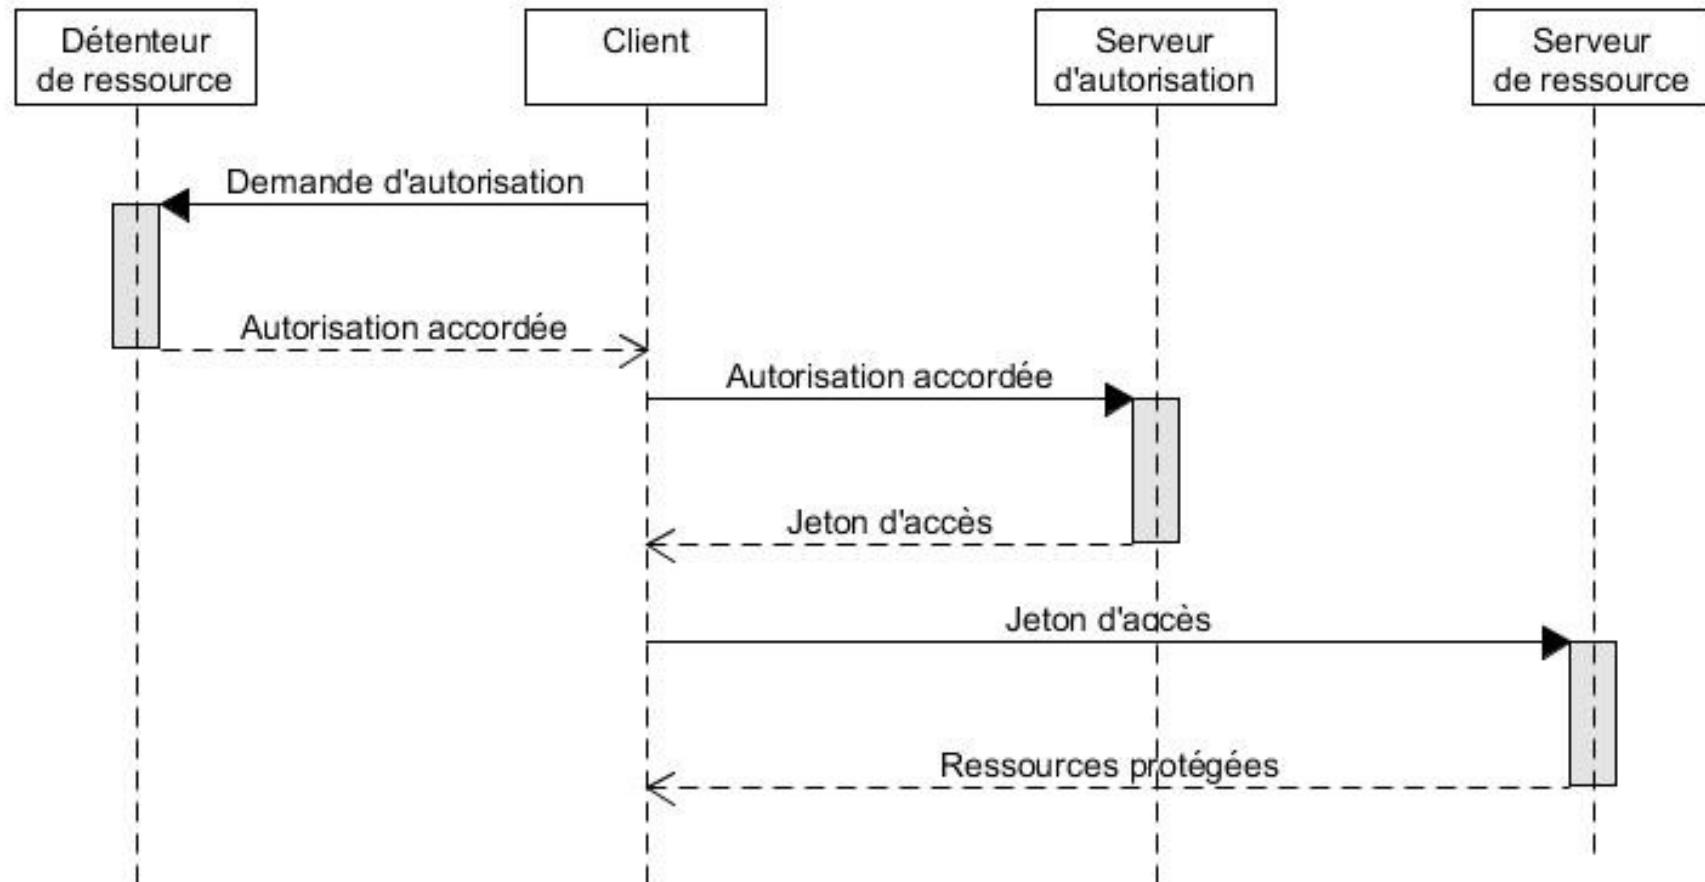 Détenteur
de ressource
Client
Serveur
d'autorisation
Serveur
de ressource
Demande d'autorisation
Autorisation accordée
Autorisation accordée
Jeton d'accès
Jeton d'accès
Ressources protégées